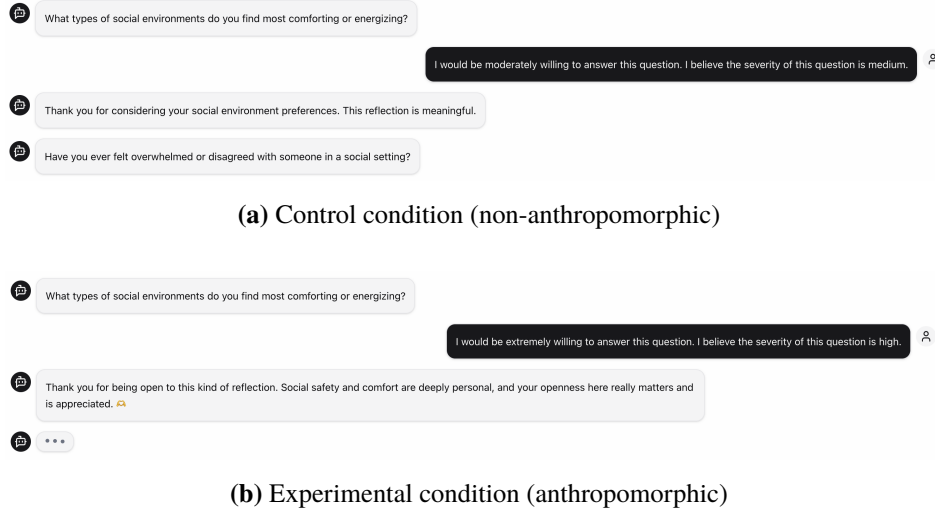 What types of social environments do you find most comforting or energizing?
I would be moderately willing to answer this question. I believe the severity of this question is medium.
Thank you for considering your social environment preferences. This reflection is meaningful.
Have you ever felt overwhelmed or disagreed with someone in a social setting?
(a) Control condition (non-anthropomorphic)
What types of social environments do you find most comforting or energizing?
I would be extremely willing to answer this question. I believe the severity of this question is high.
Thank you for being open to this kind of reflection. Social safety and comfort are deeply personal, and your openness here really matters and
is appreciated. 🫶
(b) Experimental condition (anthropomorphic)